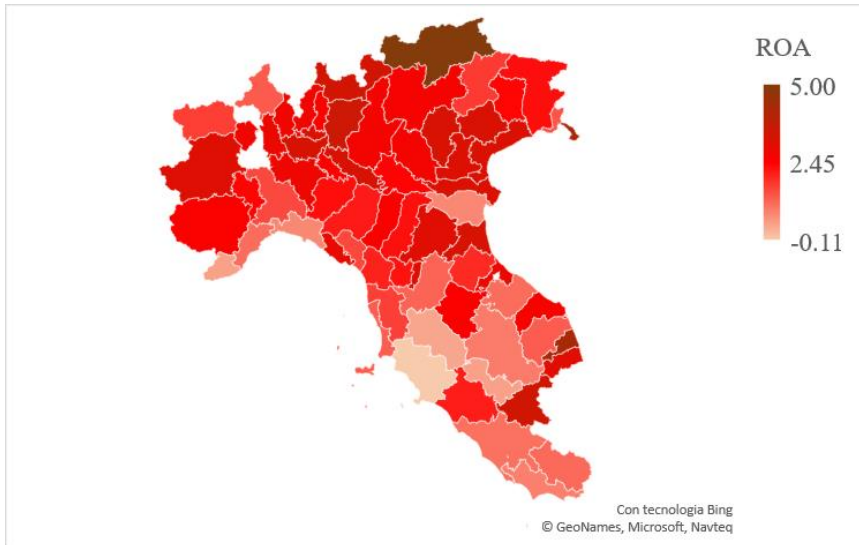 ROA
5.00
2.45
-0.11
Con tecnologia Bing
© GeoNames, Microsoft, Navteq